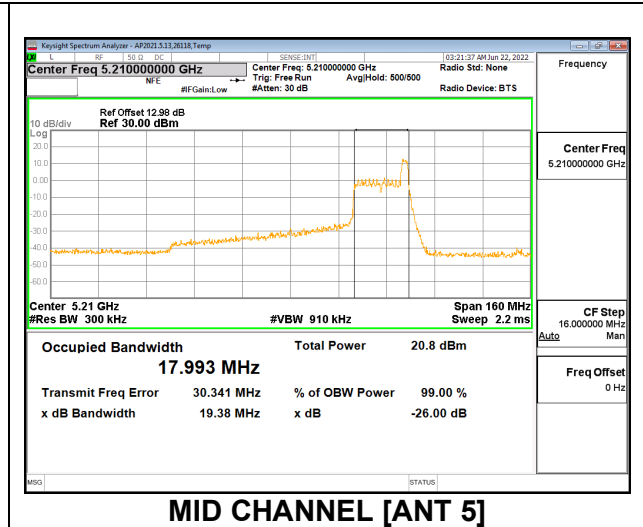 Keysight Spectrum Analyzer - AP2021.5.13,26118,Temp
L RF 50 Ω DC SENSE:INT 03:21:37 AM Jun 22, 2022
Center Freq 5.210000000 GHz
NFE
#IFGain:Low
Center Freq: 5.210000000 GHz
Trig: Free Run Avg|Hold: 500/500
#Atten: 30 dB
Radio Std: None
Radio Device: BTS
Frequency
Ref Offset 12.98 dB
10 dB/div Ref 30.00 dBm
Log
20.0
10.0
0.00
-10.0
-20.0
-30.0
-40.0
-50.0
-60.0
Center Freq
5.210000000 GHz
Center 5.21 GHz Span 160 MHz
#Res BW 300 kHz #VBW 910 kHz Sweep 2.2 ms
CF Step
16.000000 MHz
Auto Man
Occupied Bandwidth Total Power 20.8 dBm
17.993 MHz
Transmit Freq Error 30.341 MHz % of OBW Power 99.00 %
x dB Bandwidth 19.38 MHz x dB -26.00 dB
Freq Offset
0 Hz
MSG STATUS
MID CHANNEL [ANT 5]